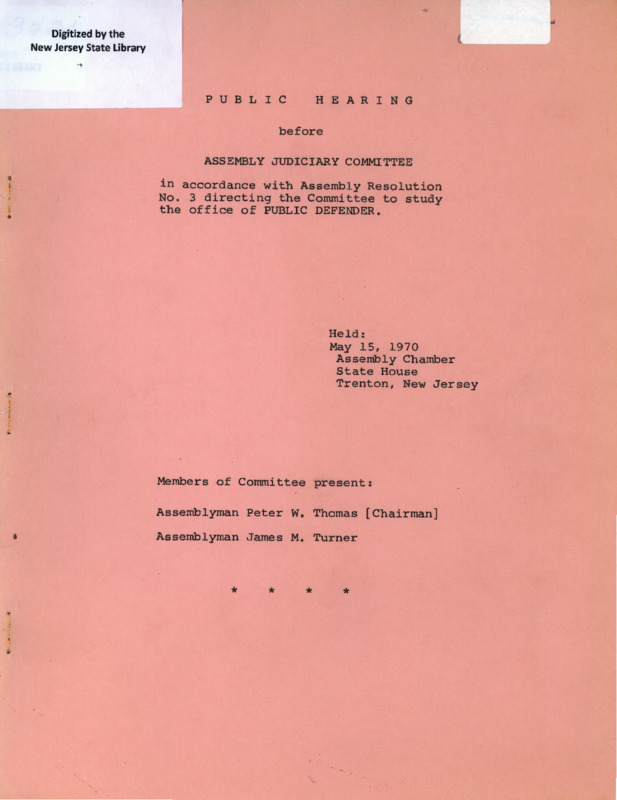 Digitized by the
New Jersey State Library
P U B L I C   H E A R I N G
before
ASSEMBLY JUDICIARY COMMITTEE
in accordance with Assembly Resolution
No. 3 directing the Committee to study
the office of PUBLIC DEFENDER.
Held:
May 15, 1970
Assembly Chamber
State House
Trenton, New Jersey
Members of Committee present:
Assemblyman Peter W. Thomas [Chairman]
Assemblyman James M. Turner
* * * *